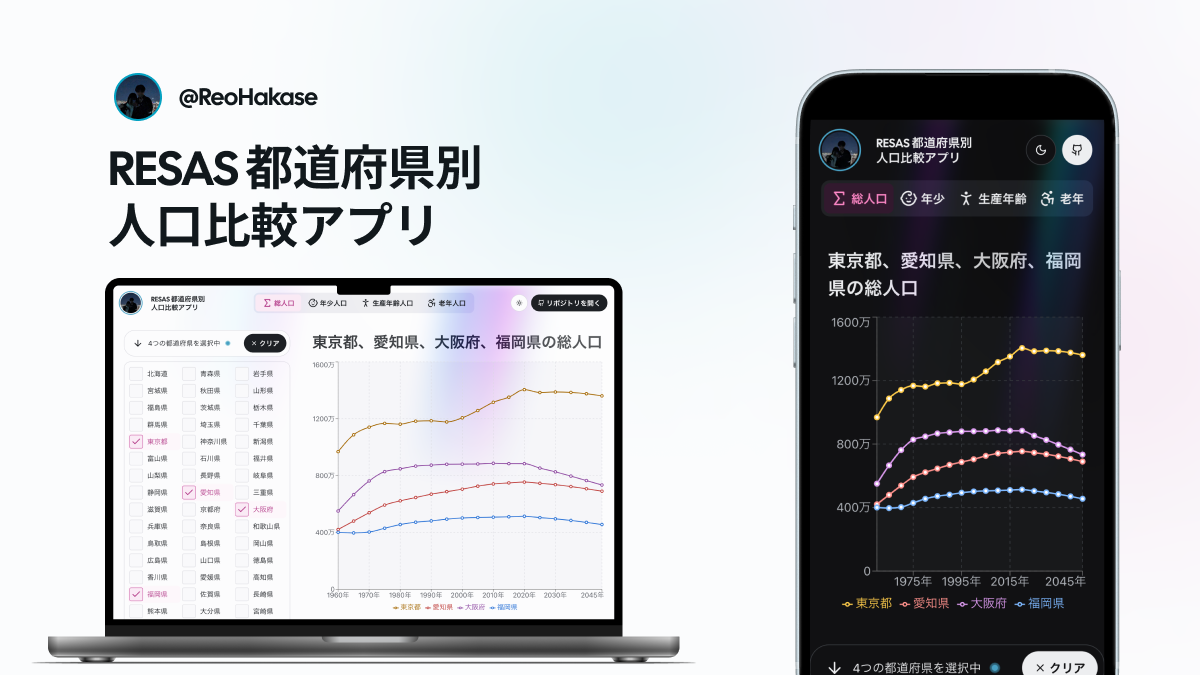 @ReoHakase
RESAS 都道府県別
人口比較アプリ
RESAS 都道府県別
人口比較アプリ
総人口 年少人口 生産年齢人口 老年人口
リポジトリを開く
4つの都道府県を選択中
× クリア
北海道 青森県 岩手県
宮城県 秋田県 山形県
福島県 茨城県 栃木県
群馬県 埼玉県 千葉県
東京都 神奈川県 新潟県
富山県 石川県 福井県
山梨県 長野県 岐阜県
静岡県 愛知県 三重県
滋賀県 京都府 大阪府
兵庫県 奈良県 和歌山県
鳥取県 島根県 岡山県
広島県 山口県 徳島県
香川県 愛媛県 高知県
福岡県 佐賀県 長崎県
熊本県 大分県 宮崎県
東京都、愛知県、大阪府、福岡県の総人口
1600万
1200万
800万
400万
0
1960年 1970年 1980年 1990年 2000年 2010年 2020年 2030年 2045年
東京都 愛知県 大阪府 福岡県
RESAS 都道府県別
人口比較アプリ
総人口 年少 生産年齢 老年
東京都、愛知県、大阪府、福岡
県の総人口
1600万
1200万
800万
400万
0
1975年 1995年 2015年 2045年
東京都 愛知県 大阪府 福岡県
4つの都道府県を選択中
× クリア